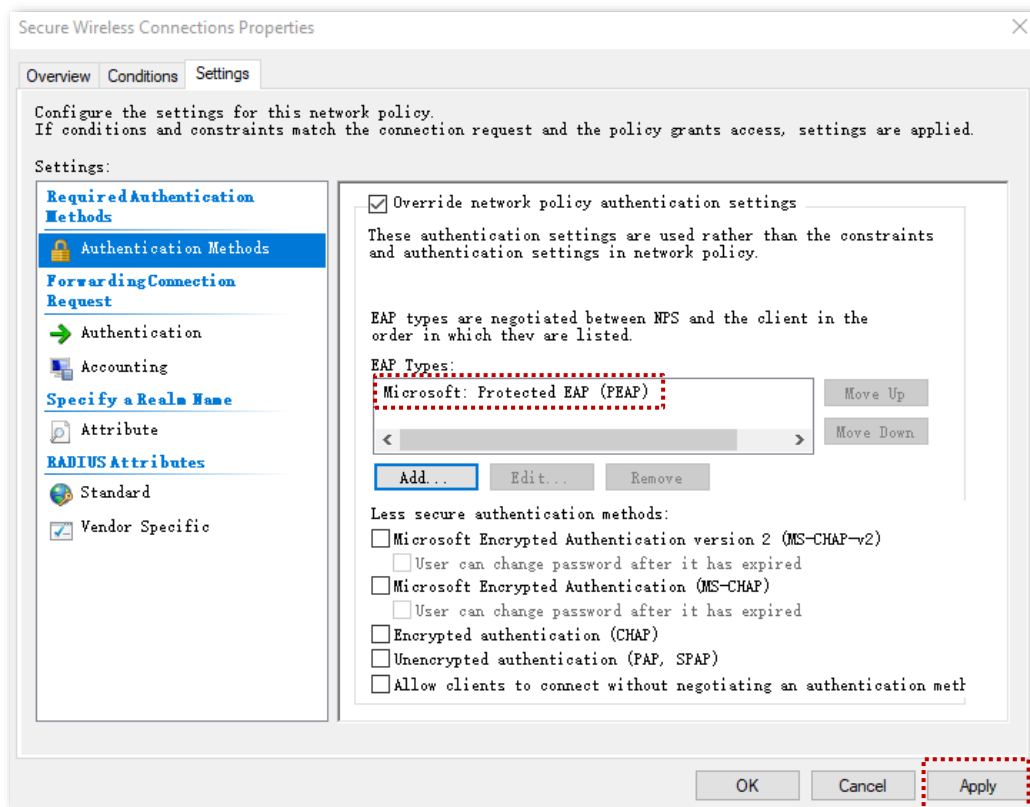 Secure Wireless Connections Properties
Overview Conditions Settings
Configure the settings for this network policy.
If conditions and constraints match the connection request and the policy grants access, settings are applied.
Settings:
Required Authentication
Methods
Authentication Methods
Forwarding Connection
Request
Authentication
Accounting
Specify a Realm Name
Attribute
RADIUS Attributes
Standard
Vendor Specific
Override network policy authentication settings
These authentication settings are used rather than the constraints
and authentication settings in network policy.
EAP types are negotiated between NPS and the client in the
order in which they are listed.
EAP Types:
Microsoft: Protected EAP (PEAP)
Move Up
Move Down
Add... Edit... Remove
Less secure authentication methods:
Microsoft Encrypted Authentication version 2 (MS-CHAP-v2)
User can change password after it has expired
Microsoft Encrypted Authentication (MS-CHAP)
User can change password after it has expired
Encrypted authentication (CHAP)
Unencrypted authentication (PAP, SPAP)
Allow clients to connect without negotiating an authentication meth
OK Cancel Apply